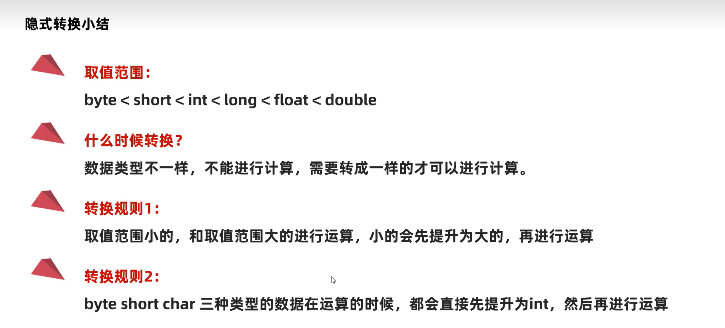 隐式转换小结
取值范围：
byte < short < int < long < float < double
什么时候转换？
数据类型不一样，不能进行计算，需要转成一样的才可以进行计算。
转换规则1：
取值范围小的，和取值范围大的进行运算，小的会先提升为大的，再进行运算
转换规则2：
byte short char 三种类型的数据在运算的时候，都会直接先提升为int，然后再进行运算